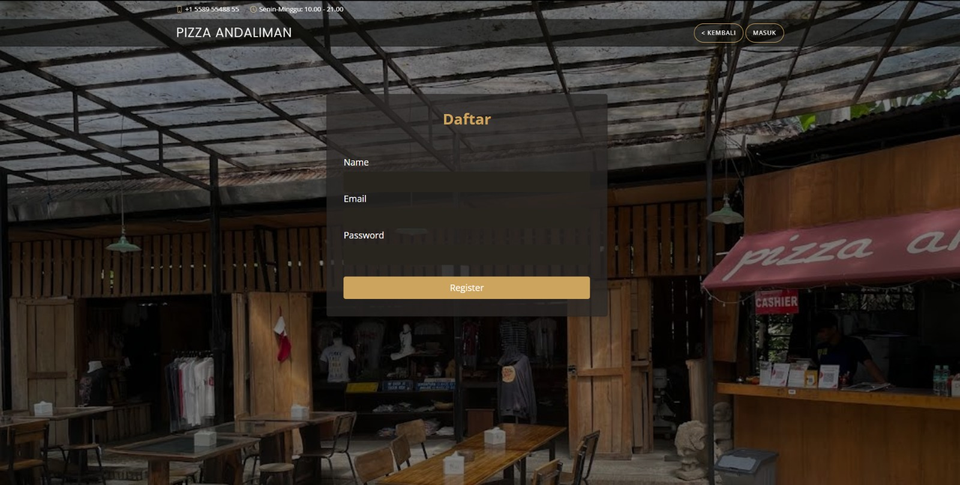 +1 5589 55488 55 Senin-Minggu: 10.00 - 21.00
PIZZA ANDALIMAN < KEMBALI MASUK
Daftar
Name
Email
Password
Register
pizza a
CASHIER